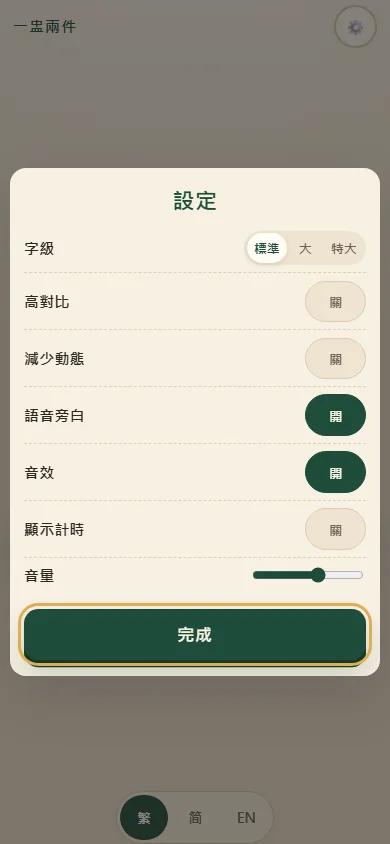 一盅兩件
設定
字級 標準 大 特大
高對比 關
減少動態 關
語音旁白 開
音效 開
顯示計時 關
音量
完成
繁 简 EN